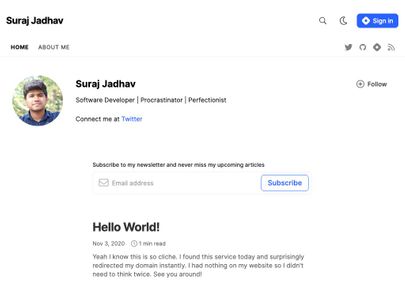 Suraj Jadhav
Sign in
HOME
ABOUT ME
Suraj Jadhav
Follow
Software Developer | Procrastinator | Perfectionist
Connect me at Twitter
Subscribe to my newsletter and never miss my upcoming articles
Email address
Subscribe
Hello World!
Nov 3, 2020 · 1 min read
Yeah I know this is so cliche. I found this service today and surprisingly
redirected my domain instantly. I had nothing on my website so I didn't
need to think twice. See you around!